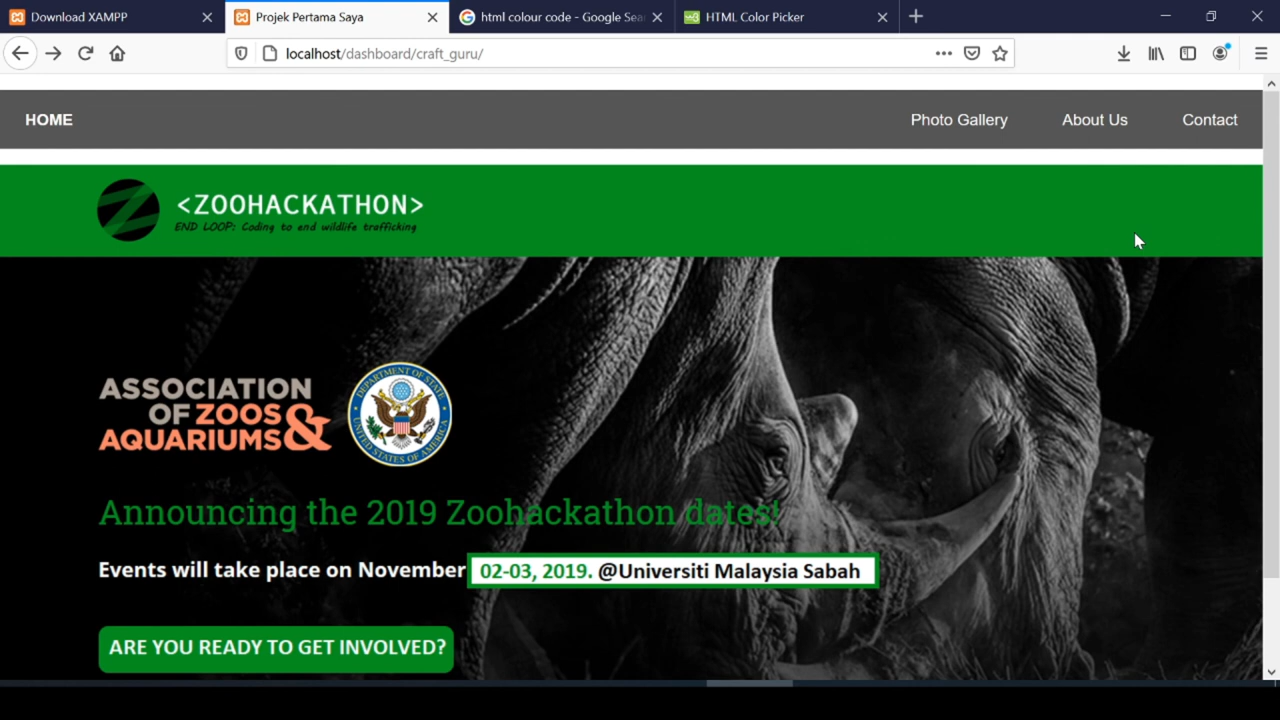 Download XAMPP
Projek Pertama Saya
html colour code - Google Sea
HTML Color Picker
localhost/dashboard/craft_guru/
HOME
Photo Gallery
About Us
Contact
<ZOOHACKATHON>
END LOOP: Coding to end wildlife trafficking
ASSOCIATION
OF ZOOS &
AQUARIUMS
DEPARTMENT OF STATE
UNITED STATES OF AMERICA
Announcing the 2019 Zoohackathon dates!
Events will take place on November 02-03, 2019. @Universiti Malaysia Sabah
ARE YOU READY TO GET INVOLVED?